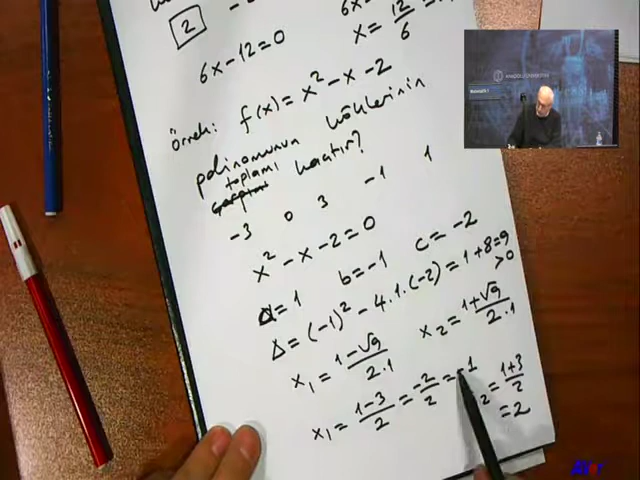 2
6x-12=0
x = 12/6
Örnek: f(x) = x² - x - 2
polinomunun köklerinin
toplamı kaçtır?
-3 0 3 -1 1
x² - x - 2 = 0
a=1 b=-1 c=-2
Δ = (-1)² - 4.1.(-2) = 1+8=9 >0
x₁ = (1-√9)/(2.1) x₂ = (1+√9)/(2.1)
x₁ = (1-3)/2 = -2/2 = -1 2 = (1+3)/2
=2